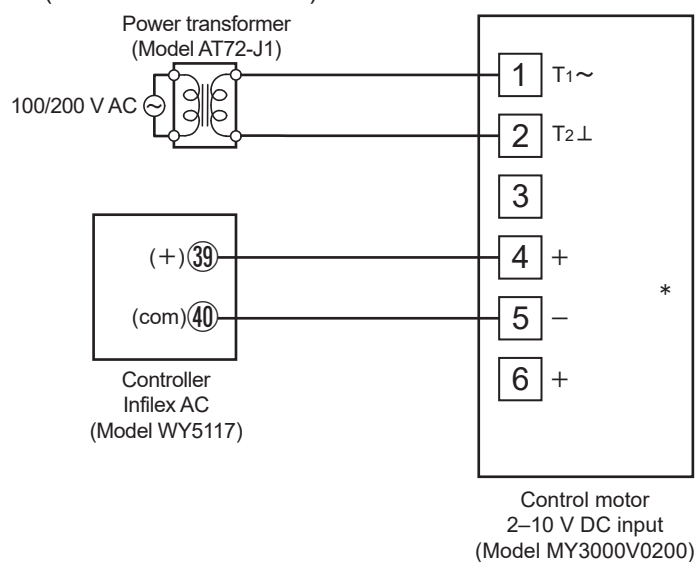 Power transformer
(Model AT72-J1)
100/200 V AC
1 T1~
2 T2⊥
3
(+) 39
4 +
*
(com) 40
5 −
6 +
Controller
Infilex AC
(Model WY5117)
Control motor
2–10 V DC input
(Model MY3000V0200)